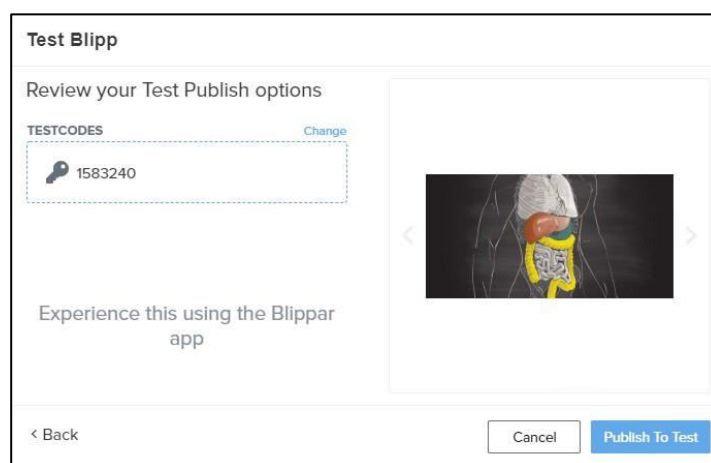 Test Blipp
Review your Test Publish options
TESTCODES Change
1583240
Experience this using the Blippar
app
< Back Cancel Publish To Test